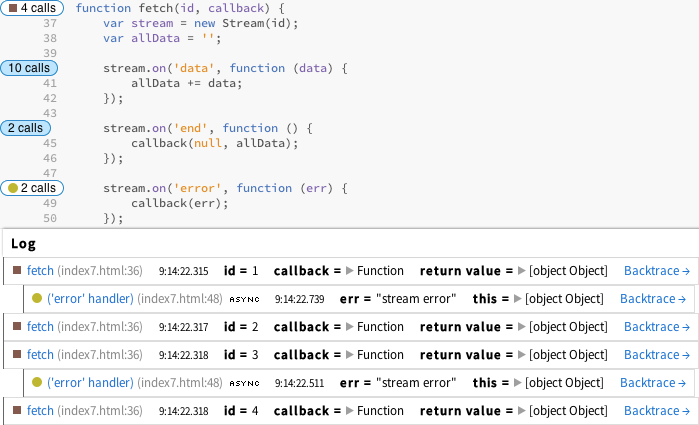 4 calls function fetch(id, callback) {
37 var stream = new Stream(id);
38 var allData = '';
39
10 calls stream.on('data', function (data) {
41 allData += data;
42 });
43
2 calls stream.on('end', function () {
45 callback(null, allData);
46 });
47
2 calls stream.on('error', function (err) {
49 callback(err);
50 });
Log
fetch (index7.html:36) 9:14:22.315 id = 1 callback = ▶ Function return value = ▶ [object Object] Backtrace →
('error' handler) (index7.html:48) ASYNC 9:14:22.739 err = "stream error" this = ▶ [object Object] Backtrace →
fetch (index7.html:36) 9:14:22.317 id = 2 callback = ▶ Function return value = ▶ [object Object] Backtrace →
fetch (index7.html:36) 9:14:22.318 id = 3 callback = ▶ Function return value = ▶ [object Object] Backtrace →
('error' handler) (index7.html:48) ASYNC 9:14:22.511 err = "stream error" this = ▶ [object Object] Backtrace →
fetch (index7.html:36) 9:14:22.318 id = 4 callback = ▶ Function return value = ▶ [object Object] Backtrace →